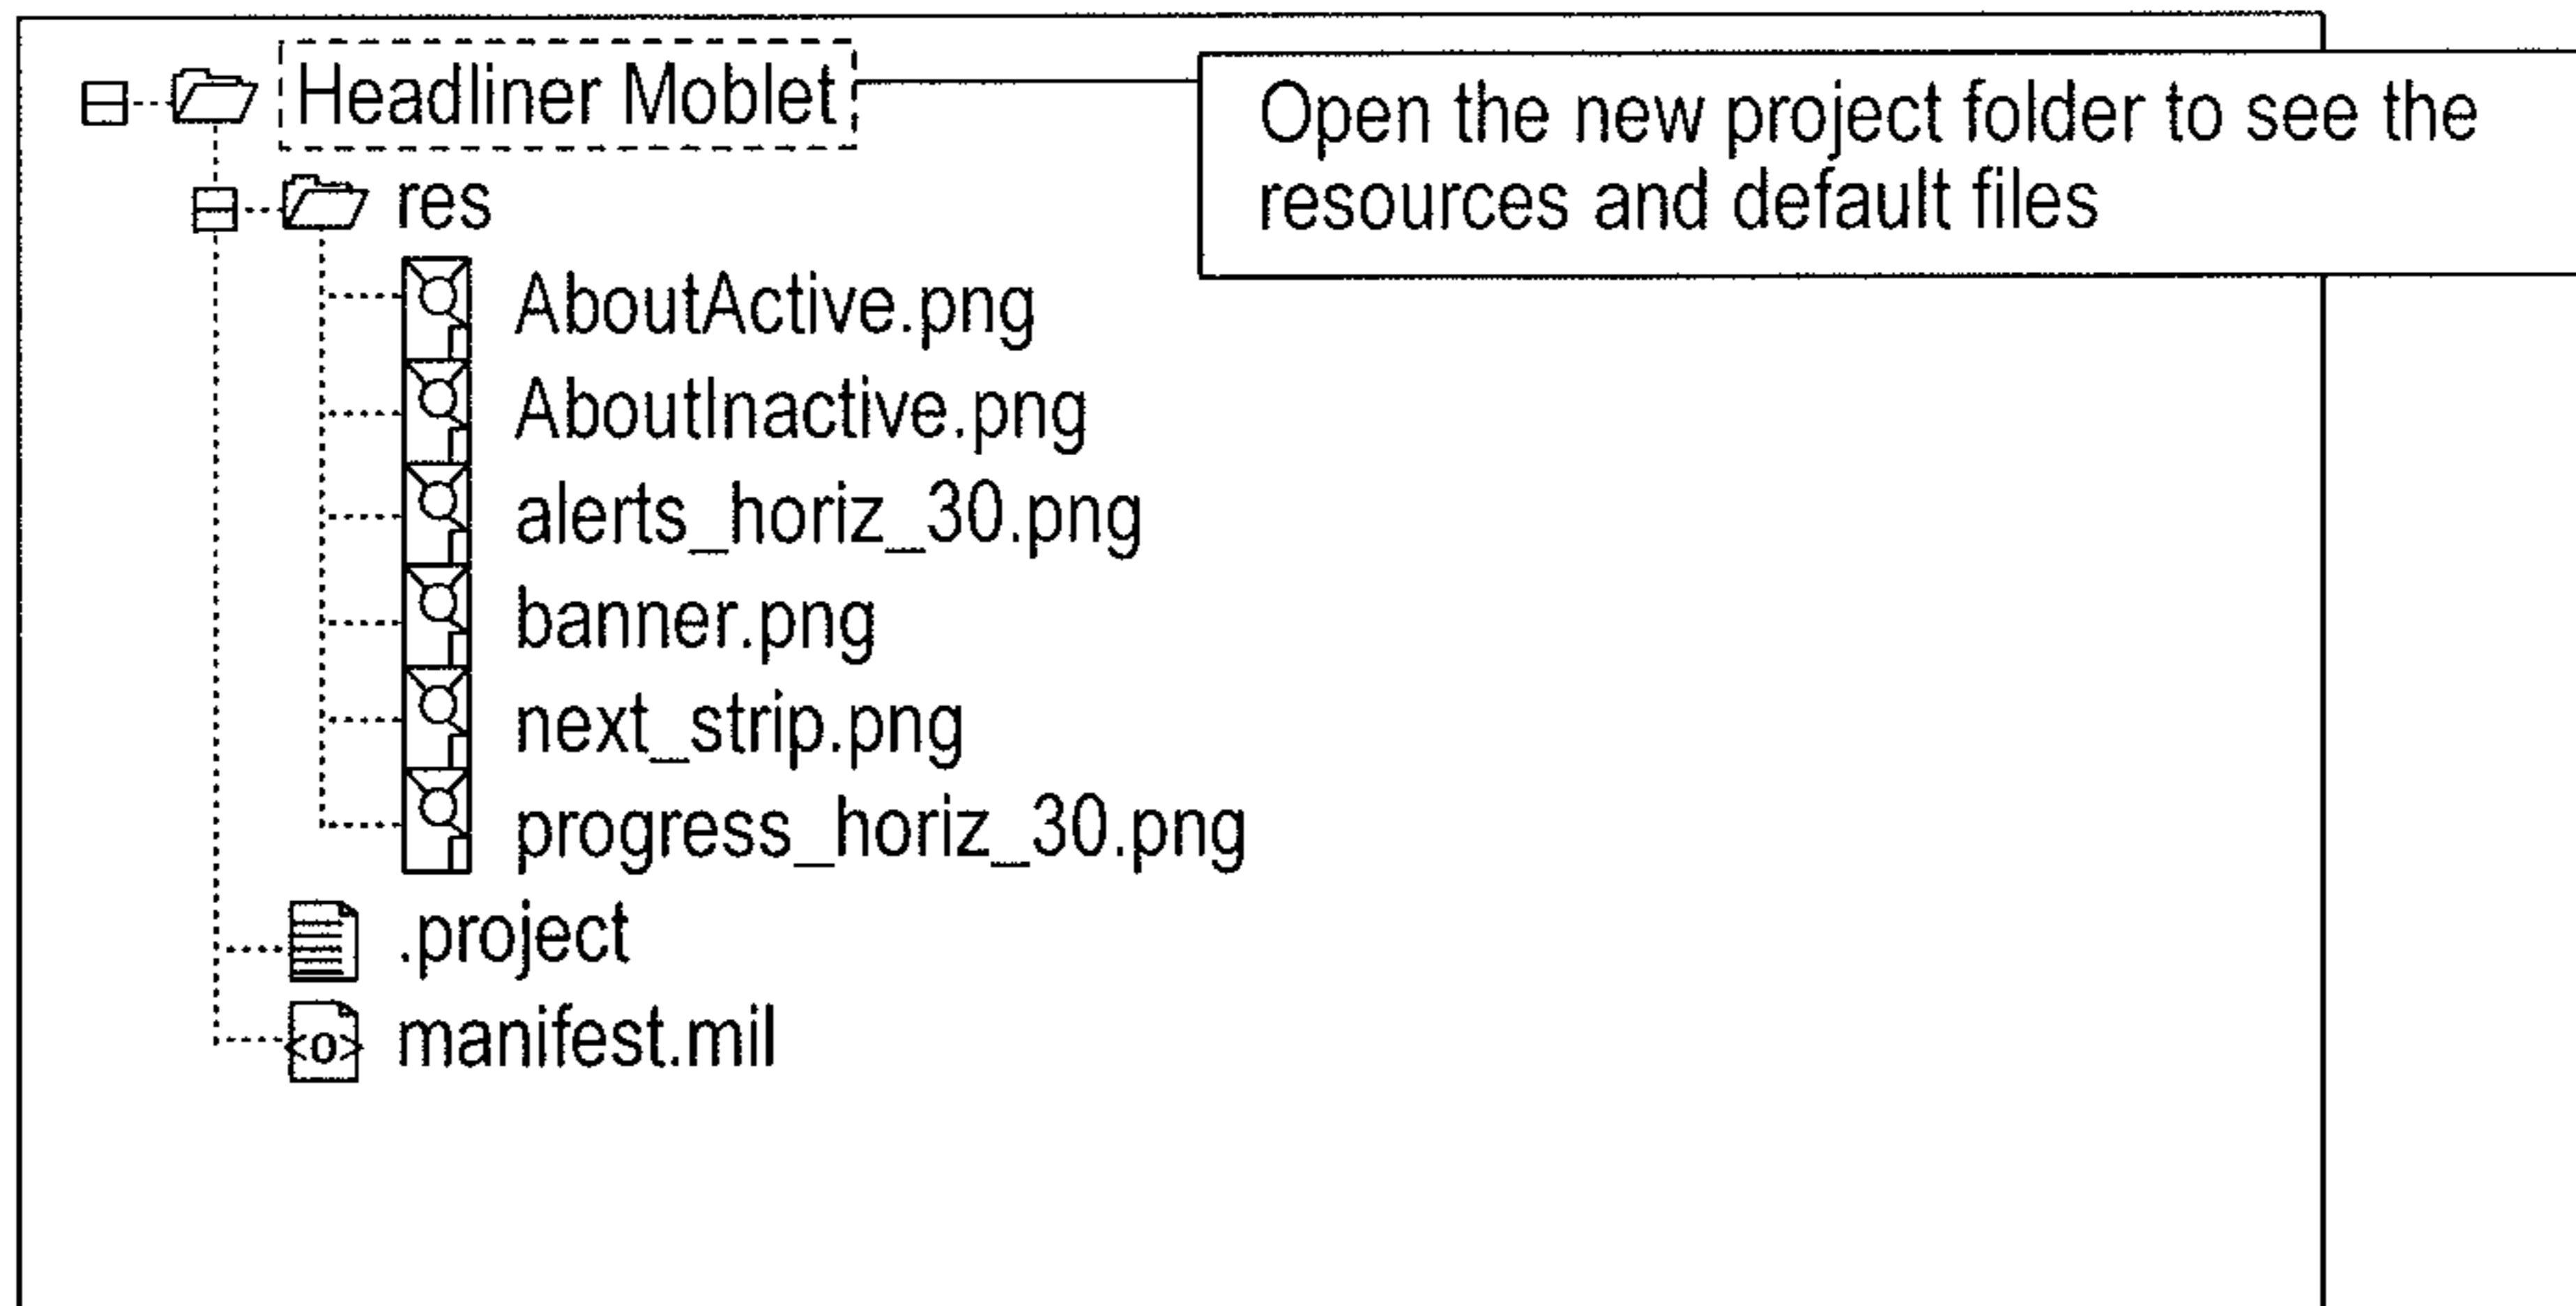 Headliner Moblet
Open the new project folder to see the
resources and default files
res
AboutActive.png
AboutInactive.png
alerts_horiz_30.png
banner.png
next_strip.png
progress_horiz_30.png
.project
<o> manifest.mil